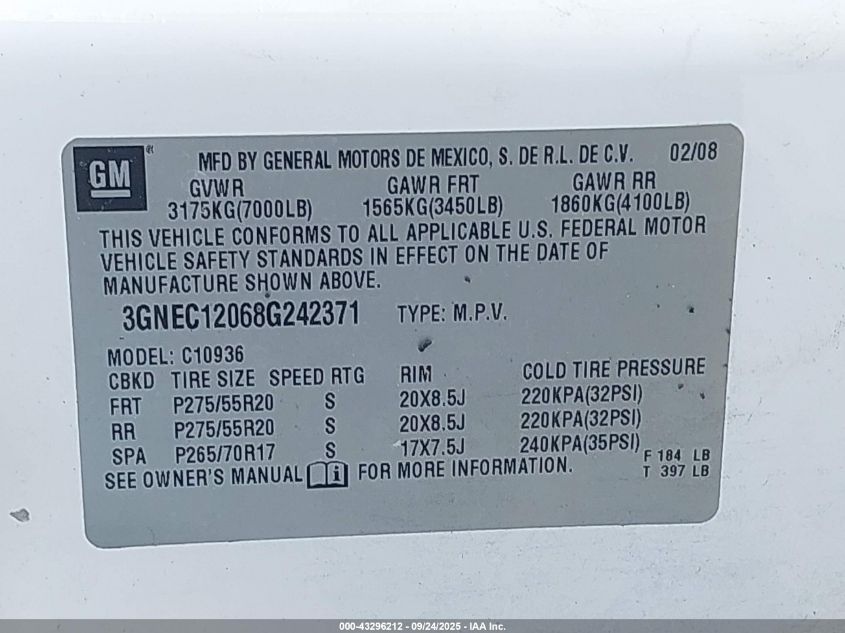 GM ® MFD BY GENERAL MOTORS DE MEXICO, S. DE R.L. DE C.V. 02/08
GVWR GAWR FRT GAWR RR
3175KG(7000LB) 1565KG(3450LB) 1860KG(4100LB)
THIS VEHICLE CONFORMS TO ALL APPLICABLE U.S. FEDERAL MOTOR
VEHICLE SAFETY STANDARDS IN EFFECT ON THE DATE OF
MANUFACTURE SHOWN ABOVE.
3GNEC12068G242371 TYPE: M.P.V.
MODEL: C10936
CBKD TIRE SIZE SPEED RTG RIM COLD TIRE PRESSURE
FRT P275/55R20 S 20X8.5J 220KPA(32PSI)
RR P275/55R20 S 20X8.5J 220KPA(32PSI)
SPA P265/70R17 S 17X7.5J 240KPA(35PSI) F 184 LB
SEE OWNER'S MANUAL i FOR MORE INFORMATION. T 397 LB
000-43296212 - 09/24/2025 - IAA Inc.